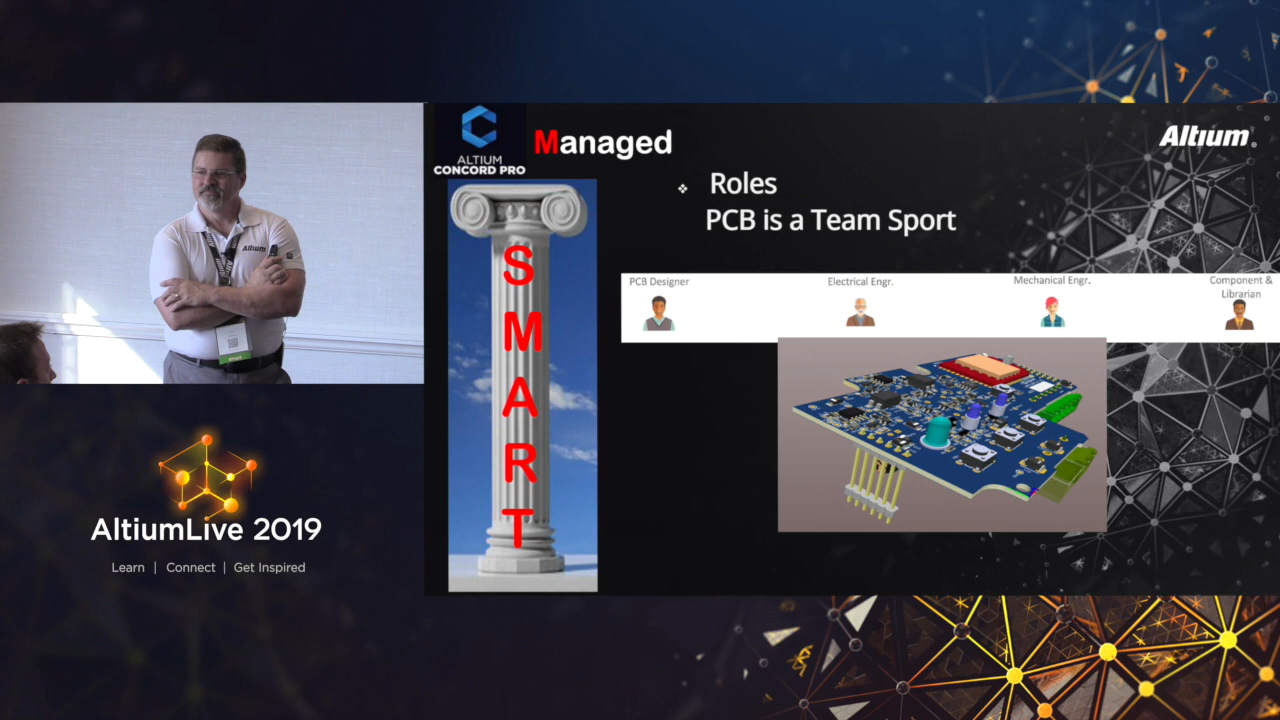 ALTIUM
CONCORD PRO
Managed
Altium
Roles
PCB is a Team Sport
S
M
A
R
T
PCB Designer
Electrical Engr.
Mechanical Engr.
Component &
Librarian
Altium
AltiumLive 2019
Learn | Connect | Get Inspired